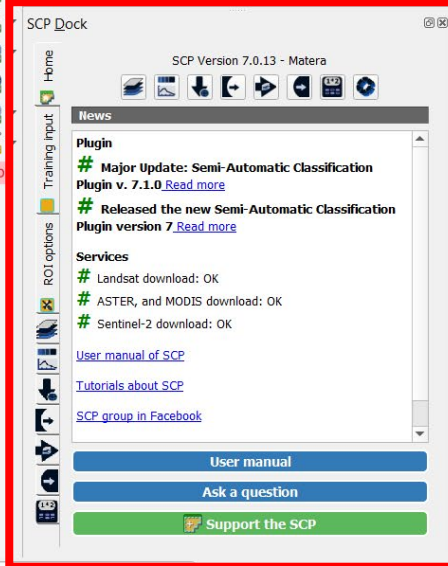 SCP Dock
Home
Training input
ROI options
SCP Version 7.0.13 - Matera
News
Plugin
# Major Update: Semi-Automatic Classification
Plugin v. 7.1.0 Read more
# Released the new Semi-Automatic Classification
Plugin version 7 Read more
Services
# Landsat download: OK
# ASTER, and MODIS download: OK
# Sentinel-2 download: OK
User manual of SCP
Tutorials about SCP
SCP group in Facebook
User manual
Ask a question
Support the SCP